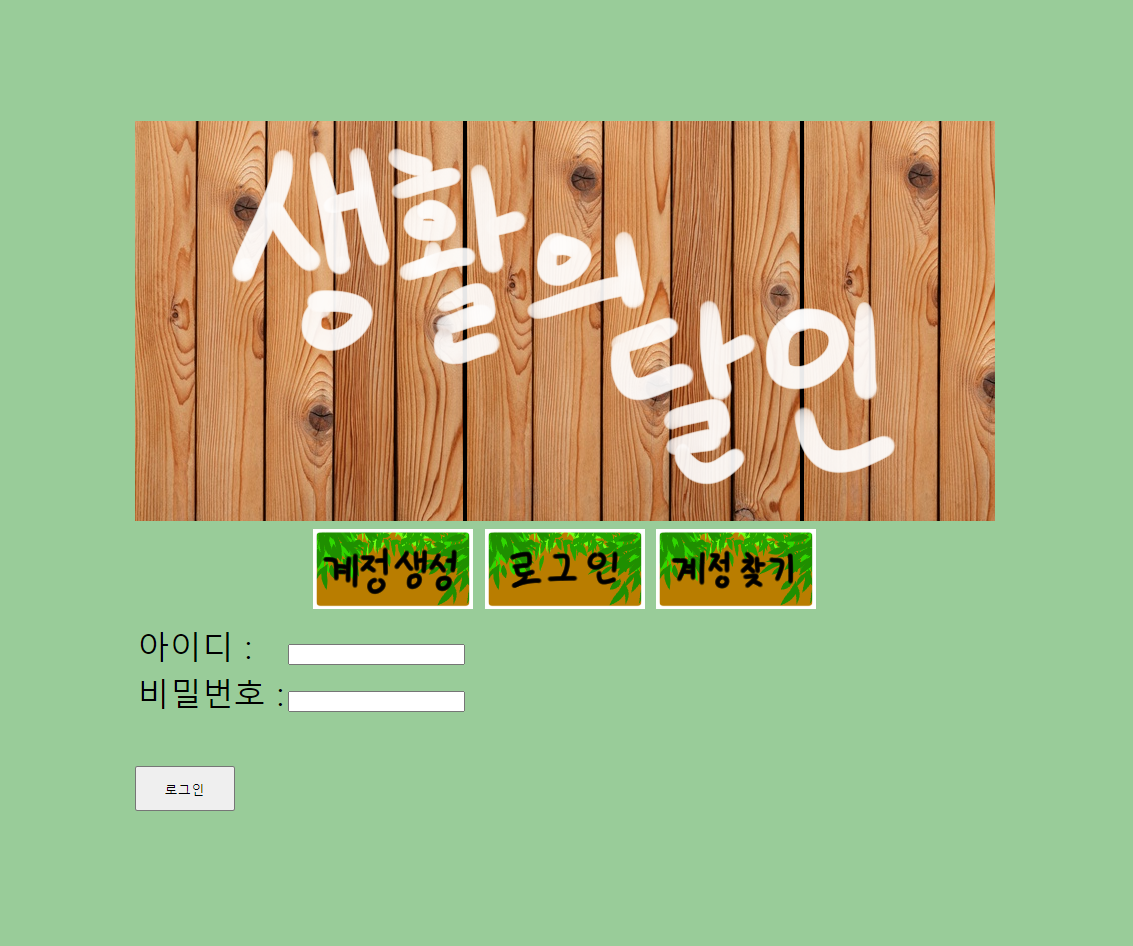 생활의
달인
계정생성 로그인 계정찾기
아이디 :
비밀번호 :
로그인